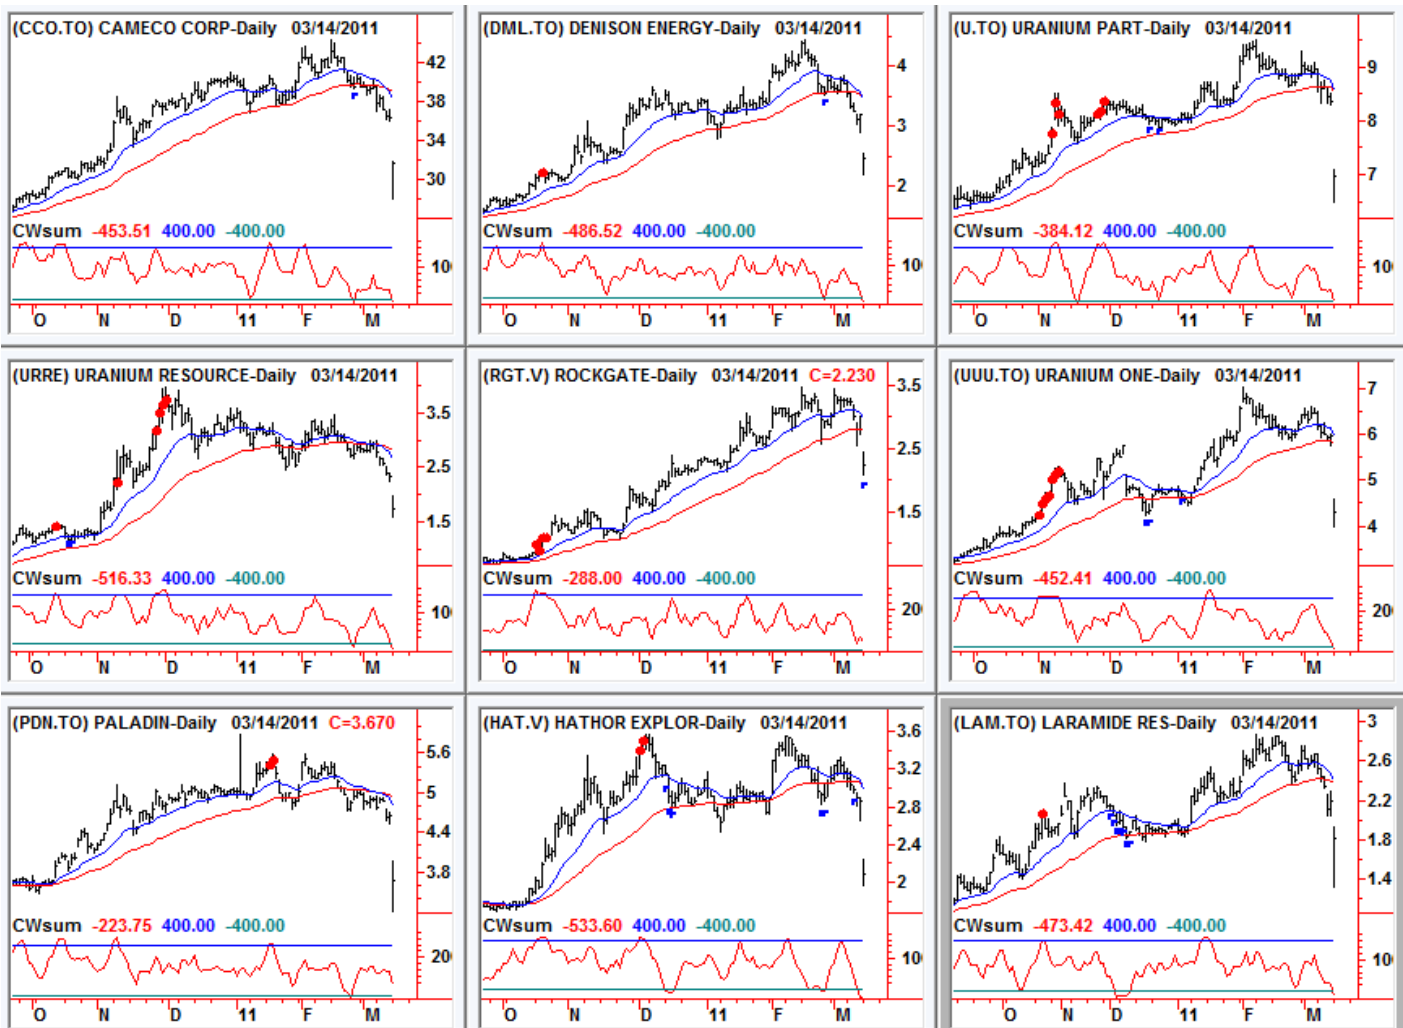 (CCO.TO) CAMECO CORP-Daily 03/14/2011
42
38
34
30
CWsum -453.51 400.00 -400.00
10
O N D 11 F M
(DML.TO) DENISON ENERGY-Daily 03/14/2011
4
3
2
CWsum -486.52 400.00 -400.00
10
O N D 11 F M
(U.TO) URANIUM PART-Daily 03/14/2011
9
8
7
CWsum -384.12 400.00 -400.00
10
O N D 11 F M
(URRE) URANIUM RESOURCE-Daily 03/14/2011
3.5
2.5
1.5
CWsum -516.33 400.00 -400.00
10
O N D 11 F M
(RGT.V) ROCKGATE-Daily 03/14/2011 C=2.230
3.5
2.5
1.5
CWsum -288.00 400.00 -400.00
20
O N D 11 F M
(UUU.TO) URANIUM ONE-Daily 03/14/2011
7
6
5
4
CWsum -452.41 400.00 -400.00
20
O N D 11 F M
(PDN.TO) PALADIN-Daily 03/14/2011 C=3.670
5.6
5
4.4
3.8
CWsum -223.75 400.00 -400.00
20
O N D 11 F M
(HAT.V) HATHOR EXPLOR-Daily 03/14/2011
3.6
3.2
2.8
2.4
2
CWsum -533.60 400.00 -400.00
10
O N D 11 F M
(LAM.TO) LARAMIDE RES-Daily 03/14/2011
3
2.6
2.2
1.8
1.4
CWsum -473.42 400.00 -400.00
10
O N D 11 F M